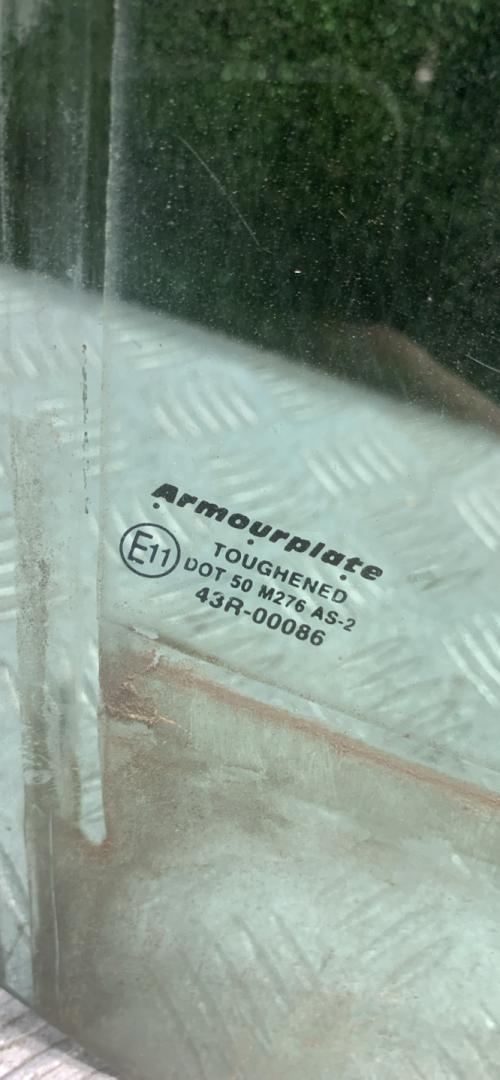 Armourplate
E11
TOUGHENED
DOT 50 M276 AS-2
43R-00086